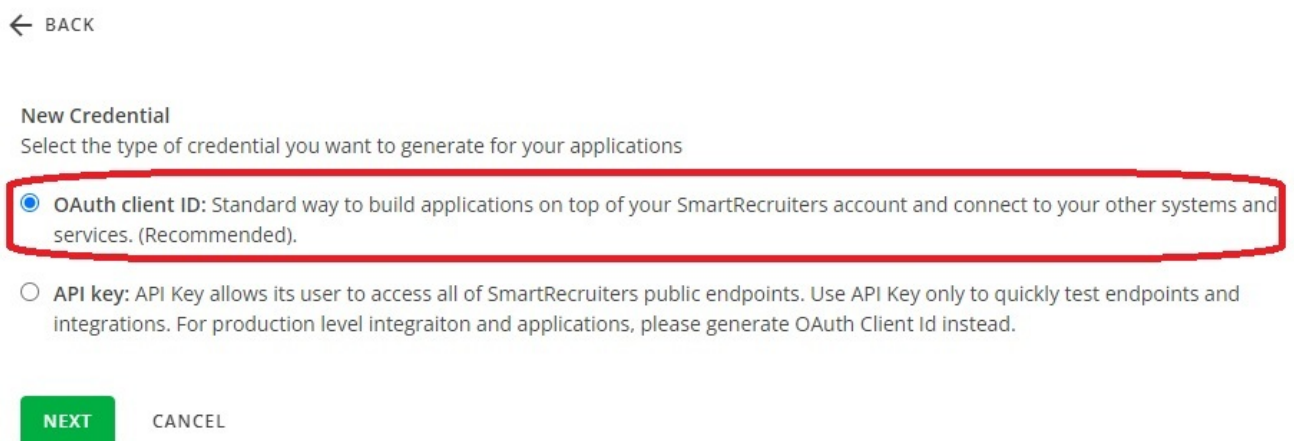 ← BACK
New Credential
Select the type of credential you want to generate for your applications
OAuth client ID: Standard way to build applications on top of your SmartRecruiters account and connect to your other systems and
services. (Recommended).
API key: API Key allows its user to access all of SmartRecruiters public endpoints. Use API Key only to quickly test endpoints and
integrations. For production level integraiton and applications, please generate OAuth Client Id instead.
NEXT CANCEL